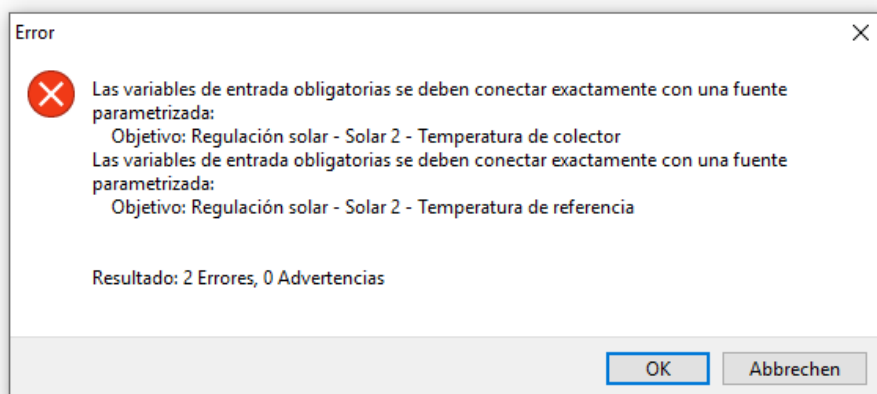 Error
Las variables de entrada obligatorias se deben conectar exactamente con una fuente
parametrizada:
Objetivo: Regulación solar - Solar 2 - Temperatura de colector
Las variables de entrada obligatorias se deben conectar exactamente con una fuente
parametrizada:
Objetivo: Regulación solar - Solar 2 - Temperatura de referencia
Resultado: 2 Errores, 0 Advertencias
OK
Abbrechen